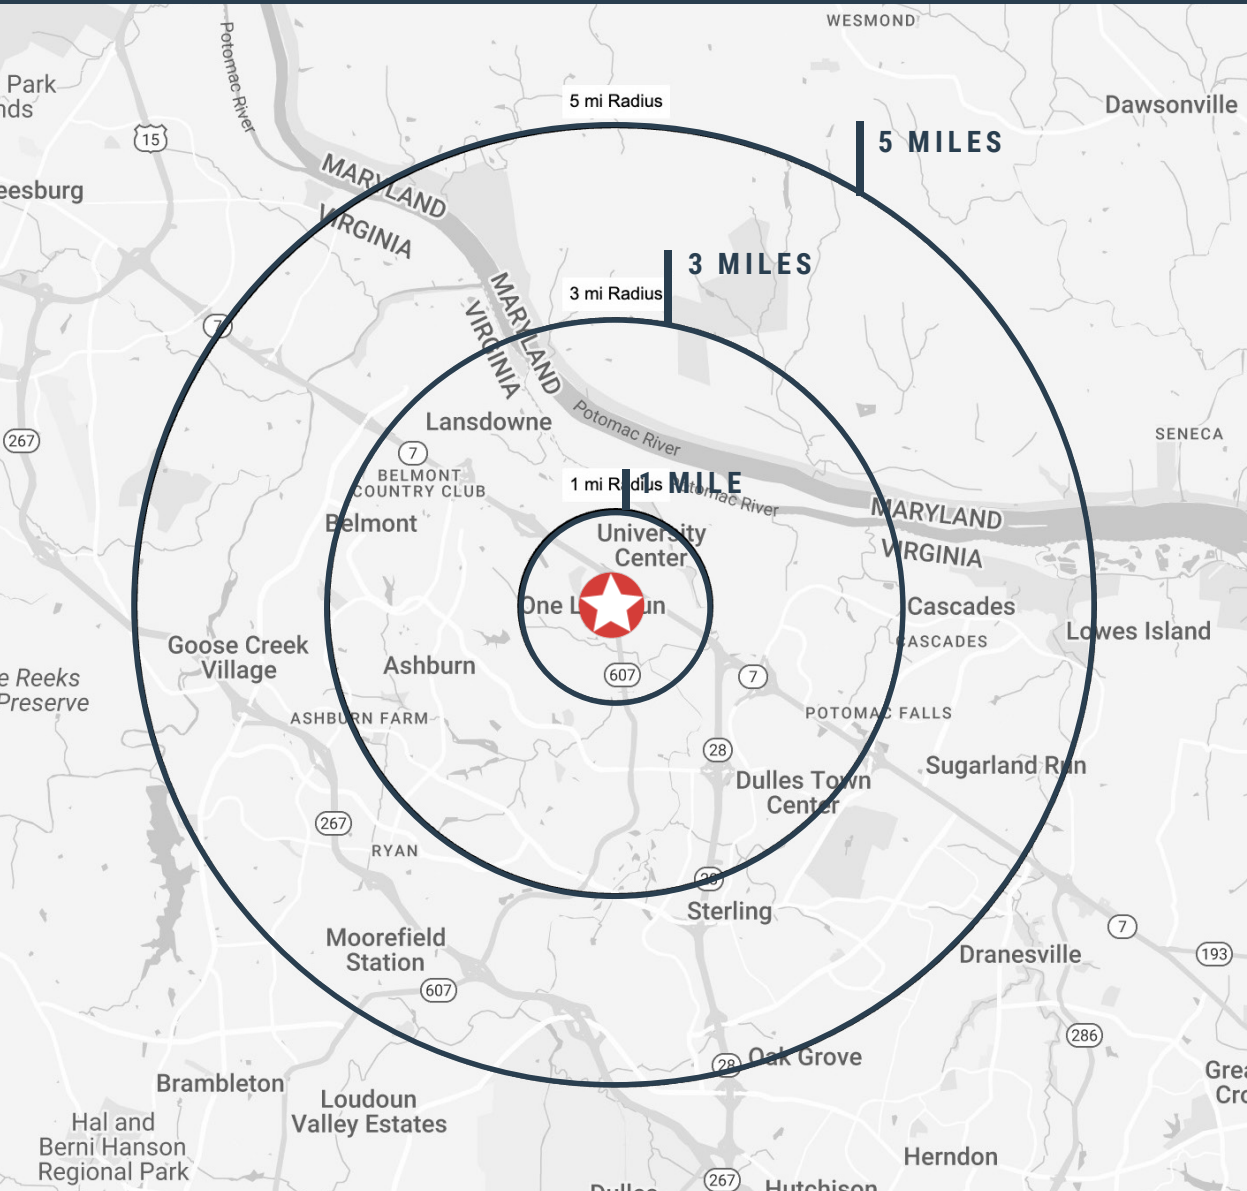 WESMOND
Park
Potomac River
Dawsonville
5 mi Radius
15
5 MILES
MARYLAND
VIRGINIA
3 MILES
3 mi Radius
MARYLAND
VIRGINIA
7
Lansdowne
Potomac River
267
SENECA
7
BELMONT
COUNTRY CLUB
1 mi Radius
1 MILE
Potomac River
Belmont
MARYLAND
VIRGINIA
University
Center
One L
un
Cascades
CASCADES
Lowes Island
Goose Creek
Village
Ashburn
607
7
e Reeks
Preserve
ASHBURN FARM
POTOMAC FALLS
28
Dulles Town
Center
Sugarland Run
267
RYAN
28
Sterling
Moorefield
Station
607
Dranesville
7
193
286
28
Oak Grove
Brambleton
Loudoun
Valley Estates
Hal and
Berni Hanson
Regional Park
Herndon
267
Dulles
Hutchison